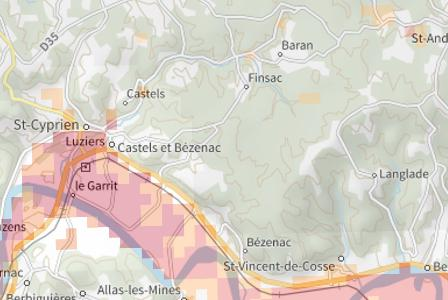 D35
Baran
St-And
Finsac
Castels
St-Cyprien
Luziers
Castels et Bézenac
Langlade
le Garrit
zens
Bézenac
St-Vincent-de-Cosse
Be
rnac
Allas-les-Mines
Berbiguières